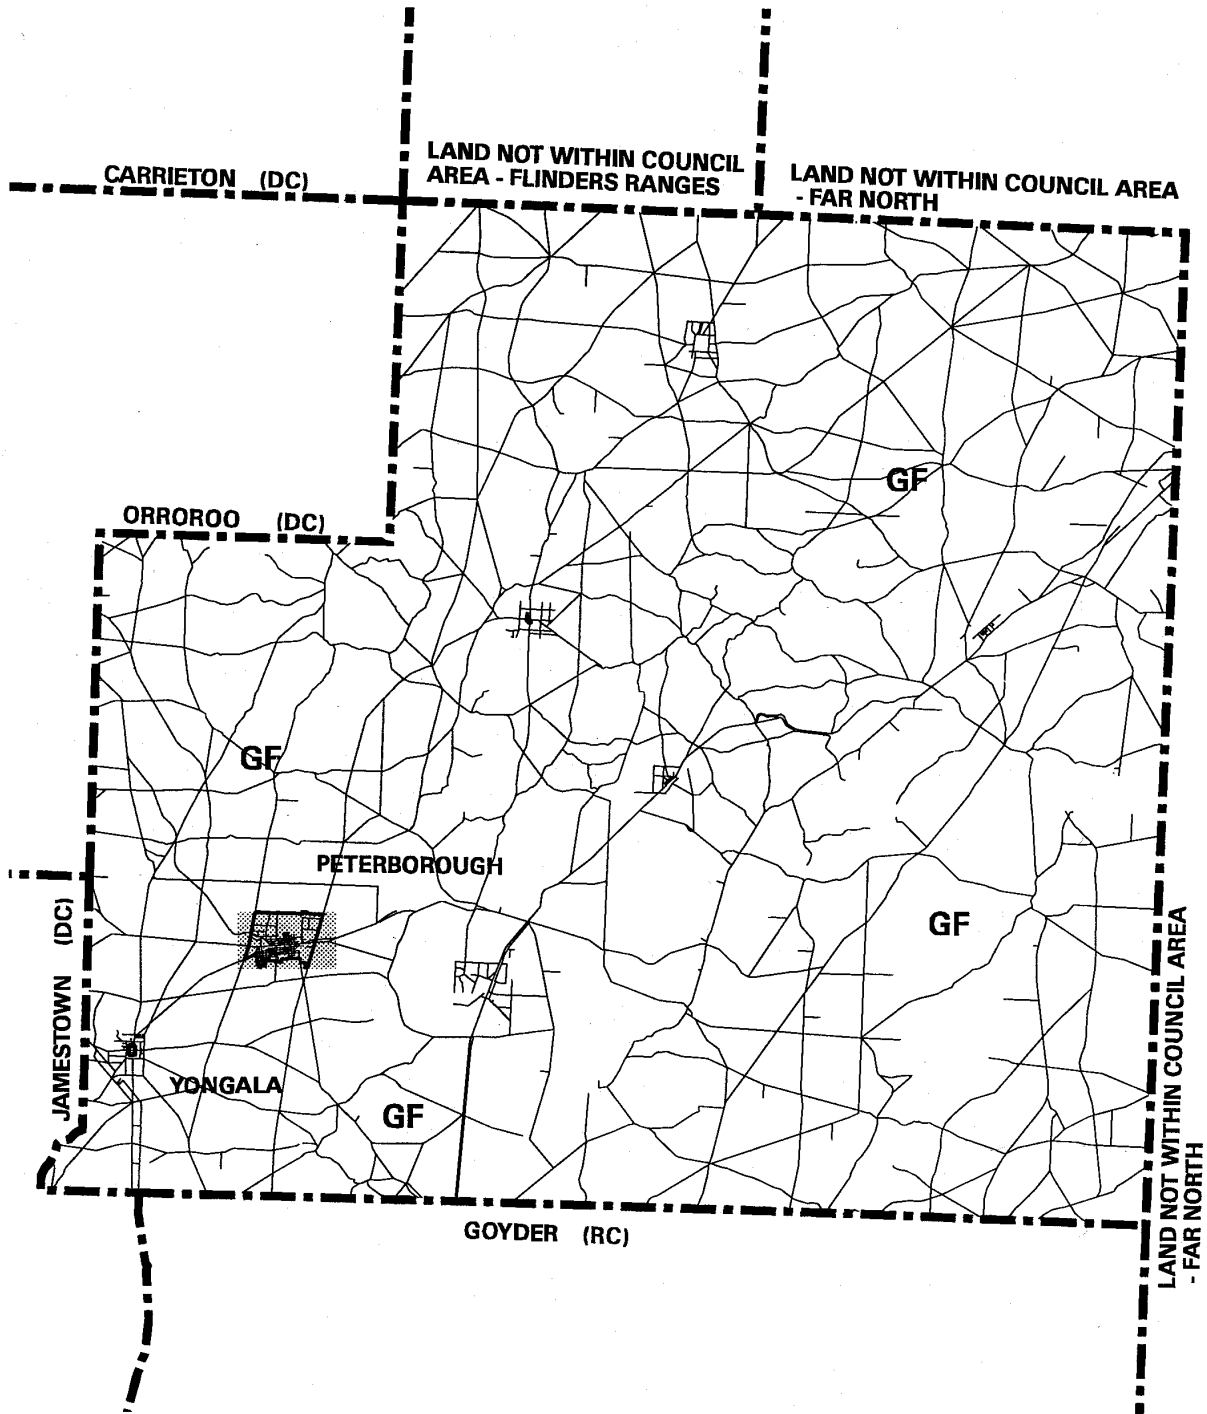 CARRIETON (DC)
LAND NOT WITHIN COUNCIL
AREA - FLINDERS RANGES
LAND NOT WITHIN COUNCIL AREA
- FAR NORTH
GF
ORROROO (DC)
GF
PETERBOROUGH
GF
JAMESTOWN (DC)
YONGALA
GF
LAND NOT WITHIN COUNCIL AREA
- FAR NORTH
GOYDER (RC)